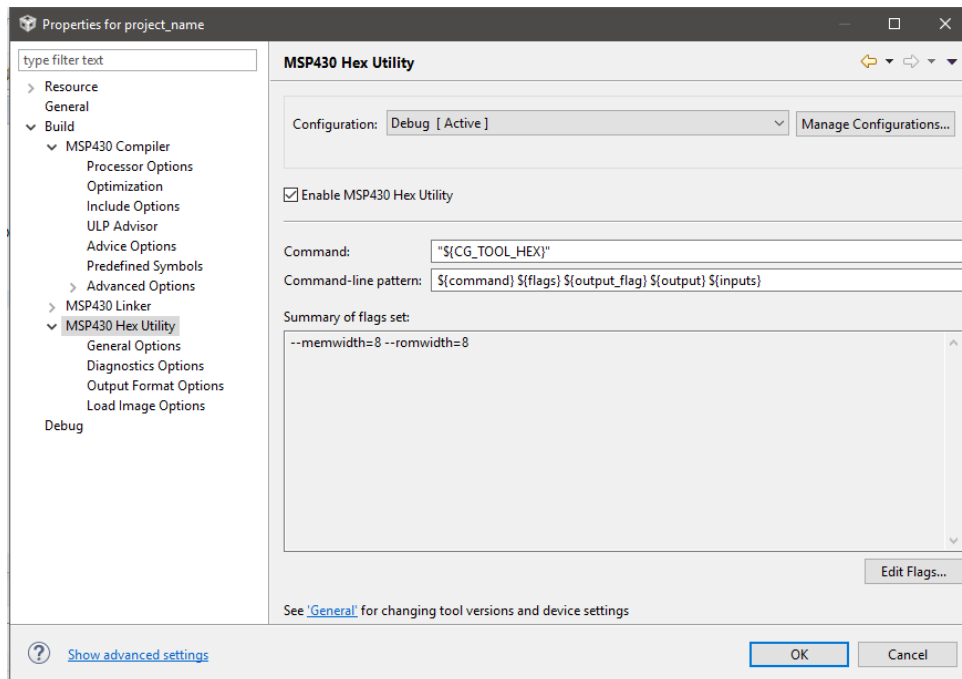 Properties for project_name
type filter text
Resource
General
Build
MSP430 Compiler
Processor Options
Optimization
Include Options
ULP Advisor
Advice Options
Predefined Symbols
Advanced Options
MSP430 Linker
MSP430 Hex Utility
General Options
Diagnostics Options
Output Format Options
Load Image Options
Debug
MSP430 Hex Utility
Configuration: Debug [ Active ] Manage Configurations...
Enable MSP430 Hex Utility
Command: "${CG_TOOL_HEX}"
Command-line pattern: ${command} ${flags} ${output_flag} ${output} ${inputs}
Summary of flags set:
--memwidth=8 --romwidth=8
Edit Flags...
See 'General' for changing tool versions and device settings
? Show advanced settings OK Cancel